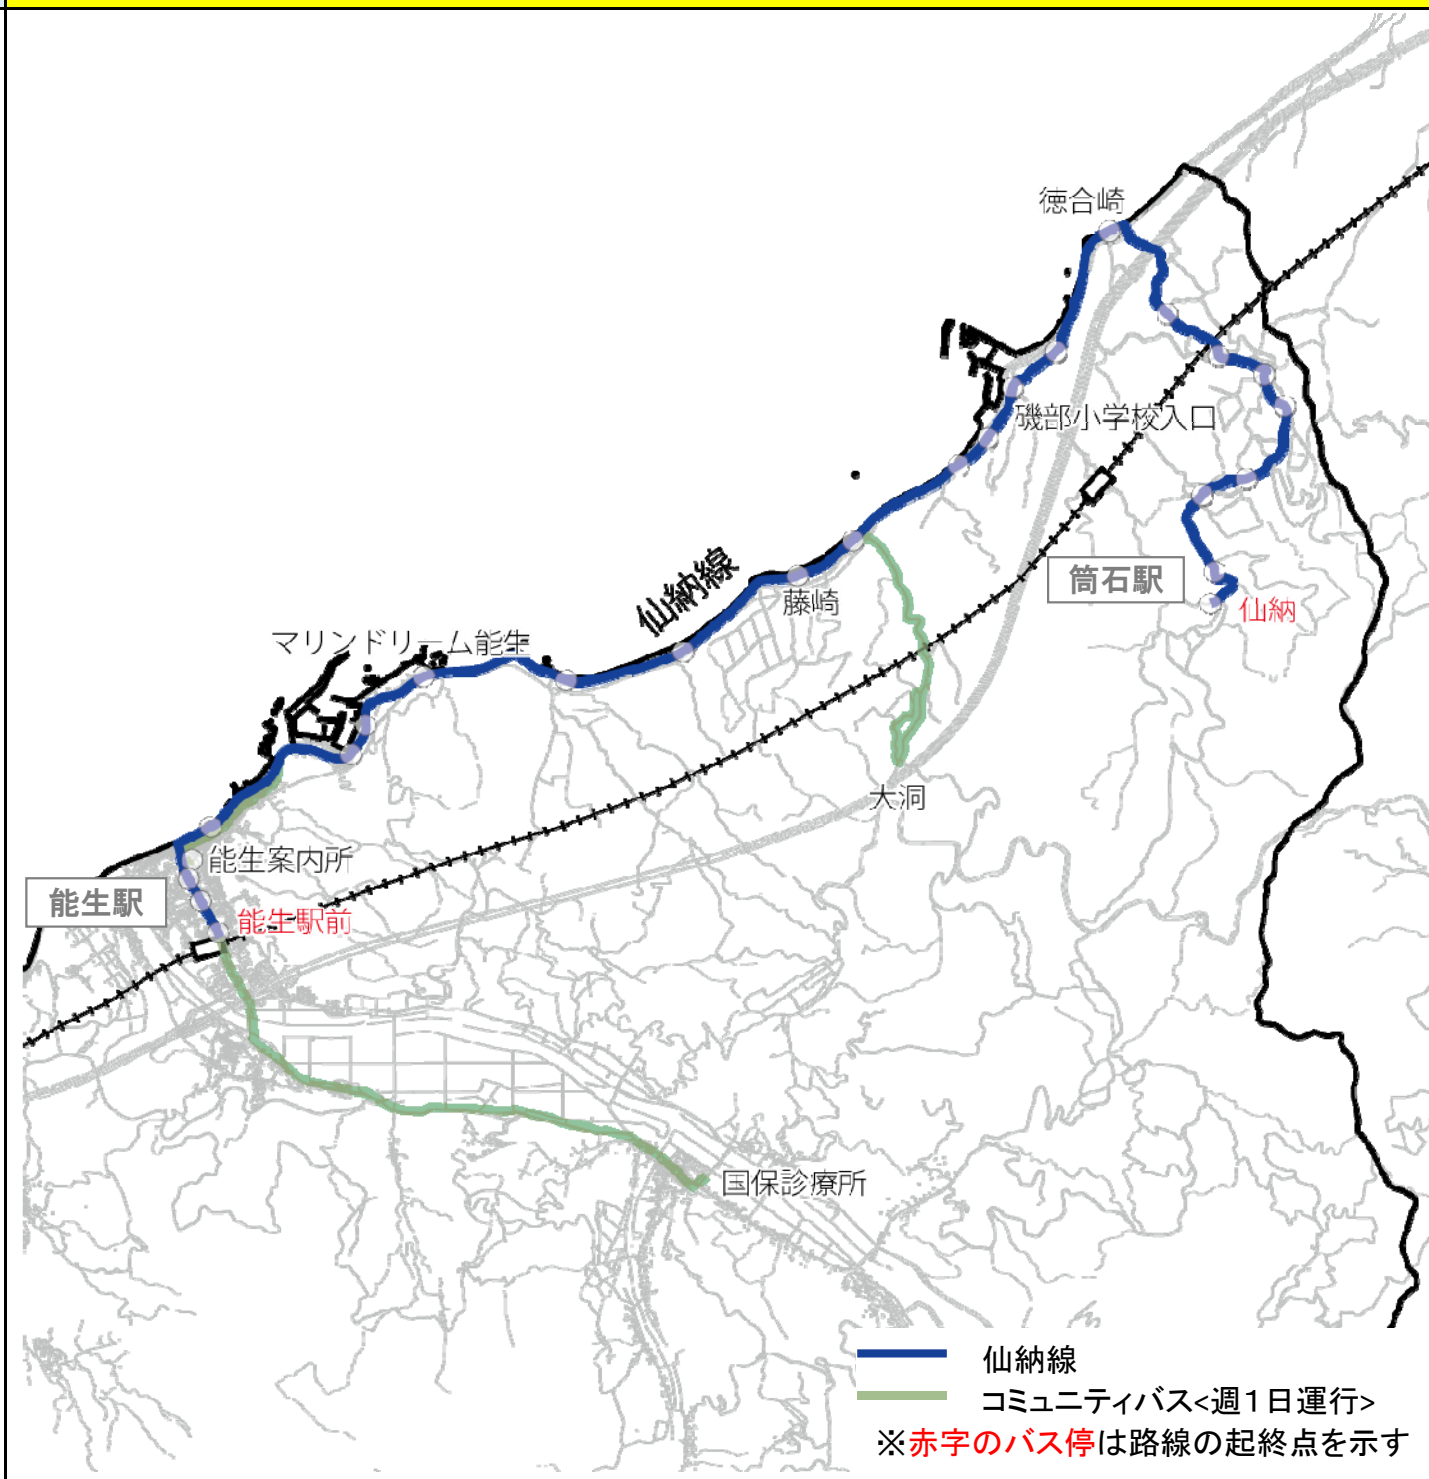 徳合崎
磯部小学校入口
仙納線
藤崎
筒石駅
仙納
マリンドリーム能生
大洞
能生案内所
能生駅
能生駅前
国保診療所
仙納線
コミュニティバス<週1日運行>
※赤字のバス停は路線の起終点を示す